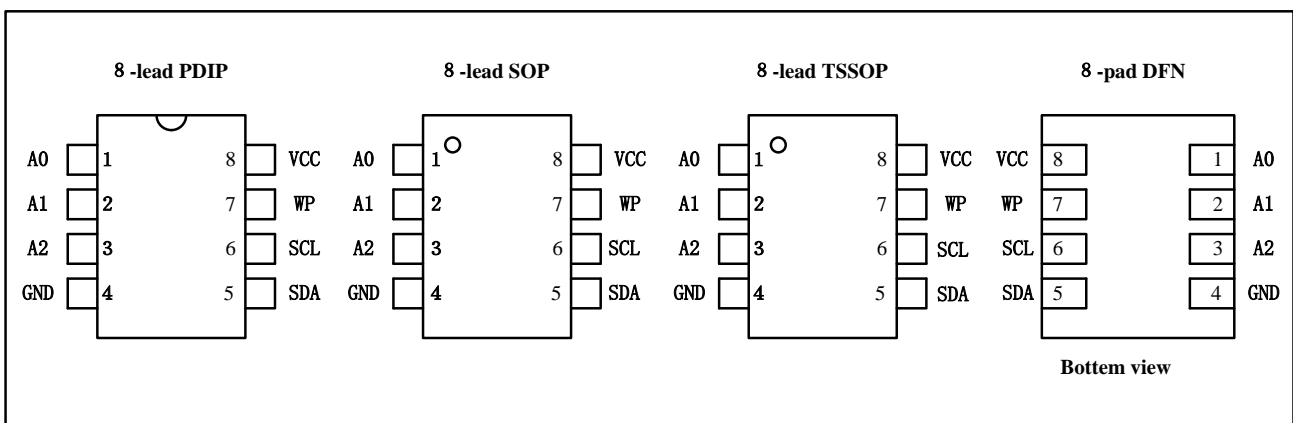 8 -lead PDIP 8 -lead SOP 8 -lead TSSOP 8 -pad DFN
A0 1 8 VCC A0 1 8 VCC A0 1 8 VCC VCC 8 1 A0
A1 2 7 WP A1 2 7 WP A1 2 7 WP WP 7 2 A1
A2 3 6 SCL A2 3 6 SCL A2 3 6 SCL SCL 6 3 A2
GND 4 5 SDA GND 4 5 SDA GND 4 5 SDA SDA 5 4 GND
Bottem view